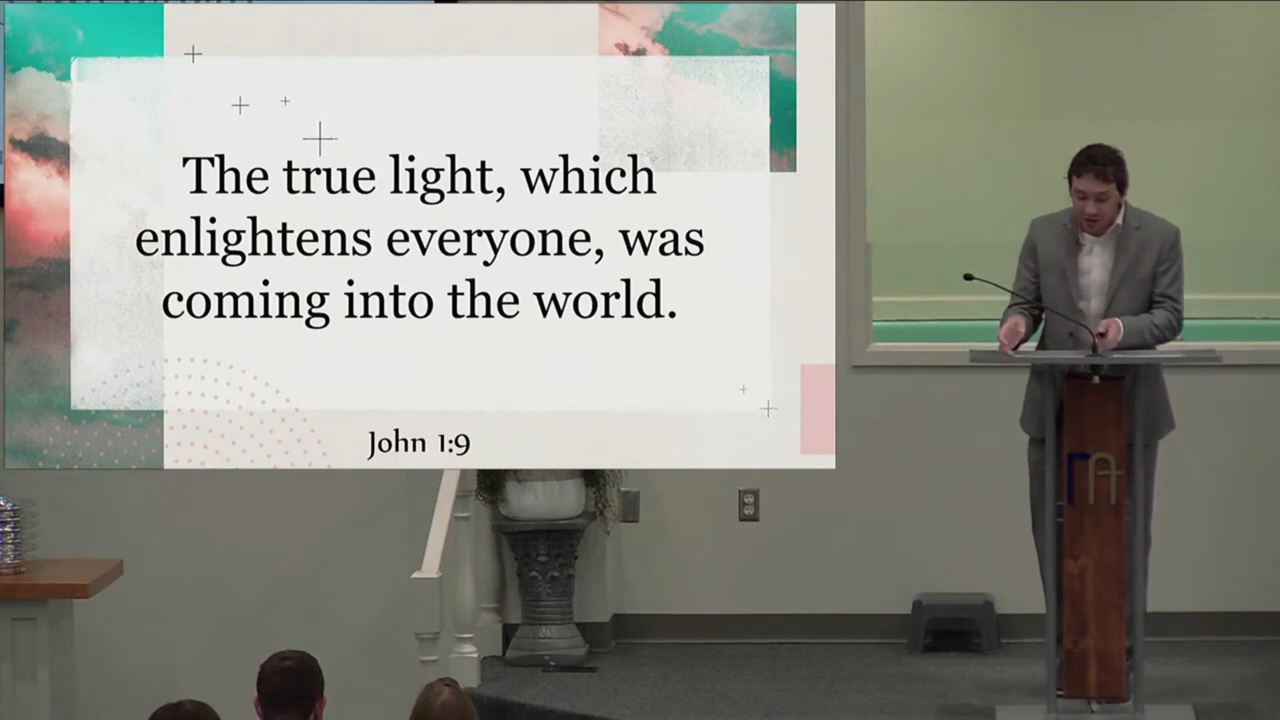 The true light, which
enlightens everyone, was
coming into the world.
John 1:9